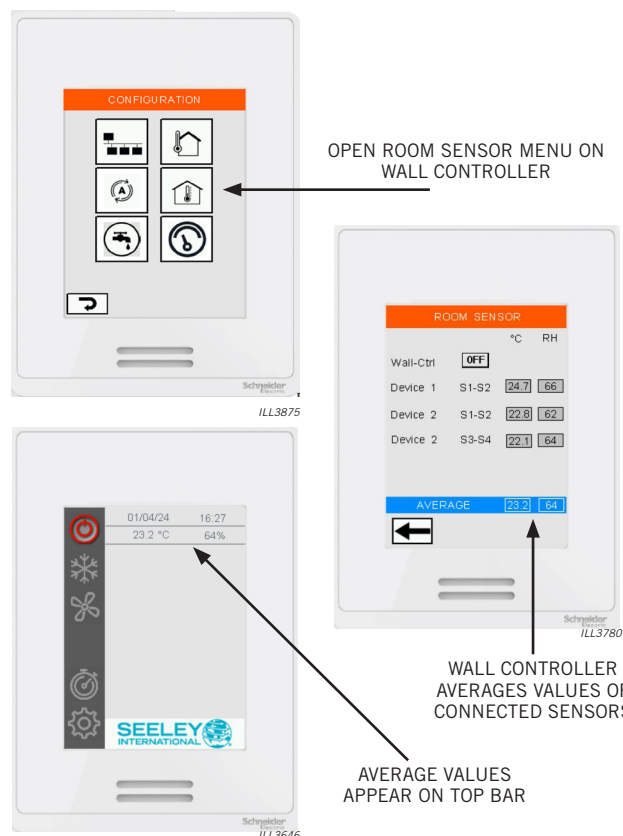 CONFIGURATION
A
Schneider
Electric
ILL3875
OPEN ROOM SENSOR MENU ON
WALL CONTROLLER
ROOM SENSOR
°C RH
Wall-Ctrl OFF
Device 1 S1-S2 24.7 66
Device 2 S1-S2 22.8 62
Device 2 S3-S4 22.1 64
AVERAGE 23.2 64
Schneider
Electric
ILL3780
WALL CONTROLLER
AVERAGES VALUES OF
CONNECTED SENSORS
01/04/24 16:27
23.2 °C 64%
SEELEY
INTERNATIONAL
Schneider
ILL3646
AVERAGE VALUES
APPEAR ON TOP BAR